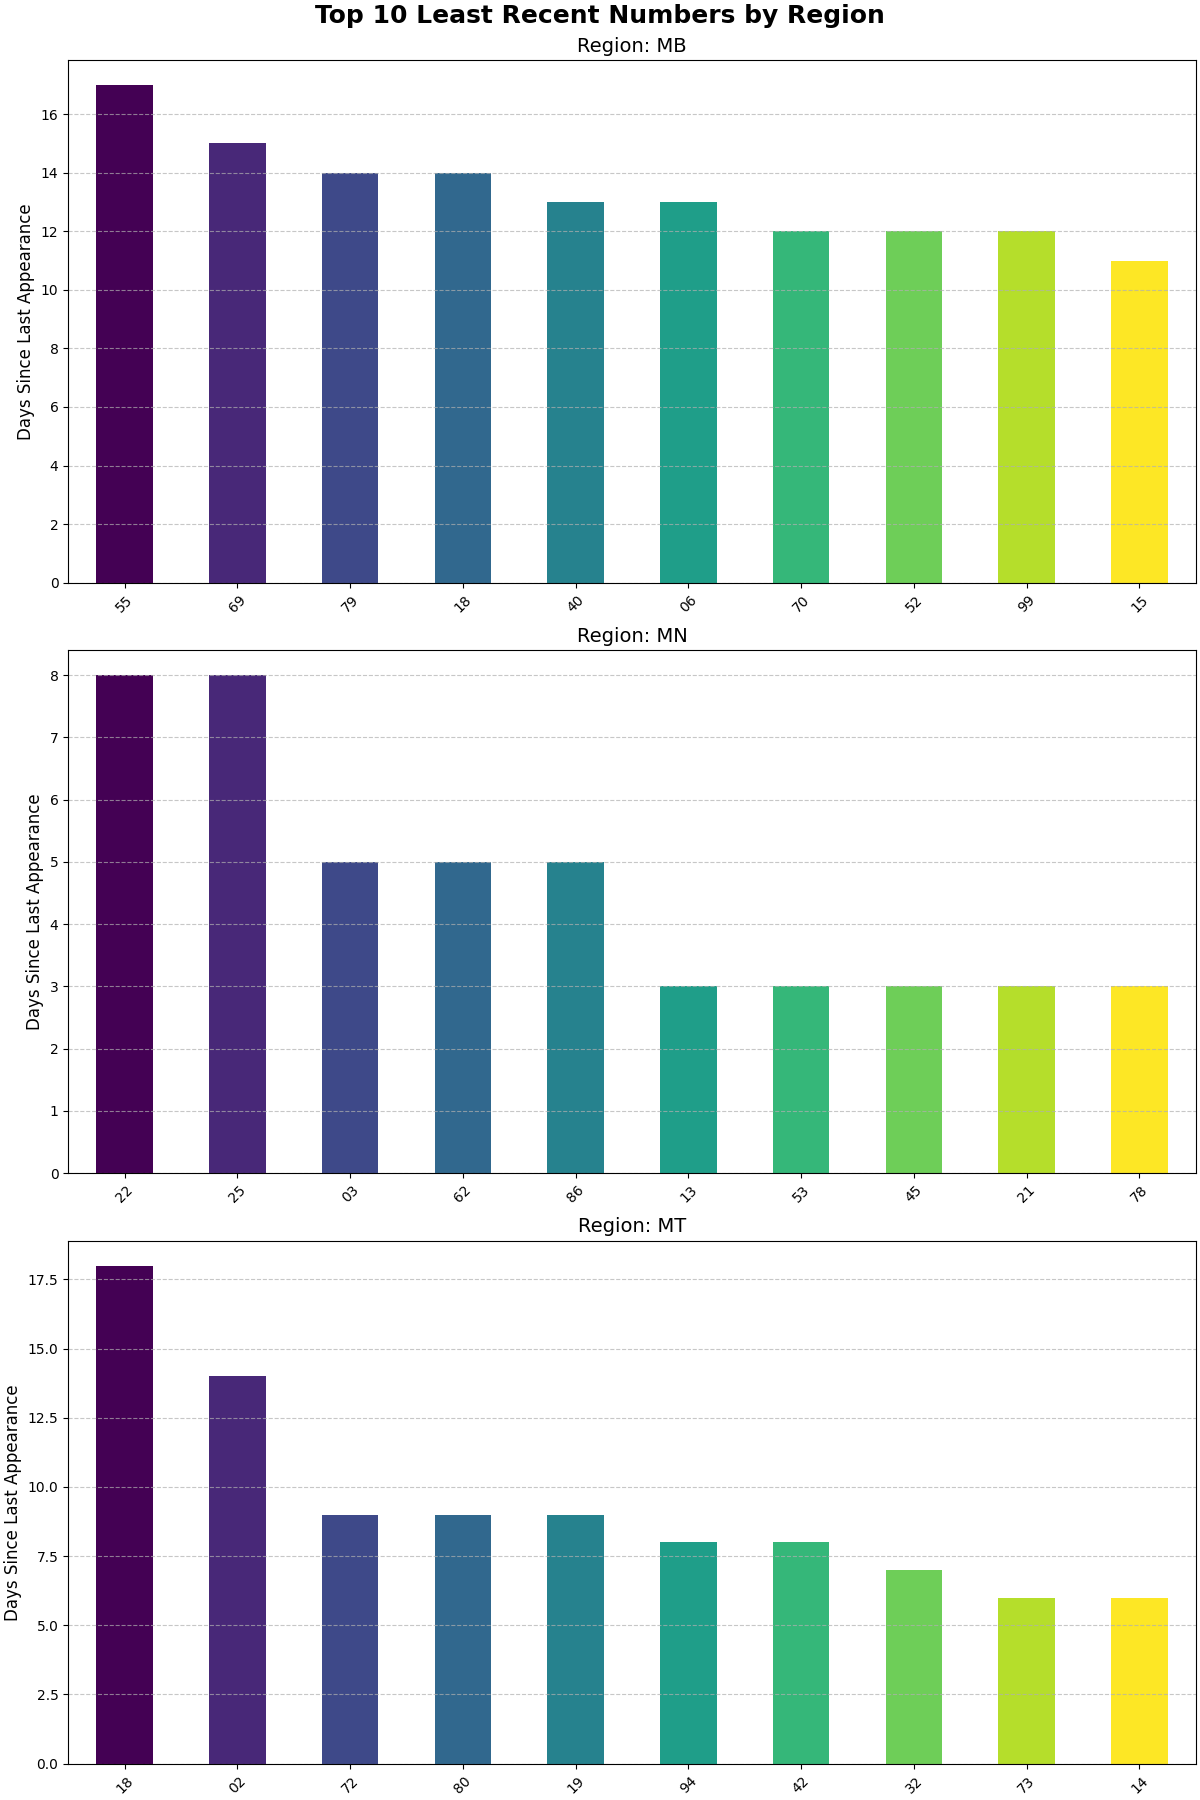 Top 10 Least Recent Numbers by Region
Region: MB
Days Since Last Appearance
16
14
12
10
8
6
4
2
0
55 69 79 18 40 06 70 52 99 15
Region: MN
Days Since Last Appearance
8
7
6
5
4
3
2
1
0
22 25 03 62 86 13 53 45 21 78
Region: MT
Days Since Last Appearance
17.5
15.0
12.5
10.0
7.5
5.0
2.5
0.0
18 02 72 80 19 94 42 32 73 14